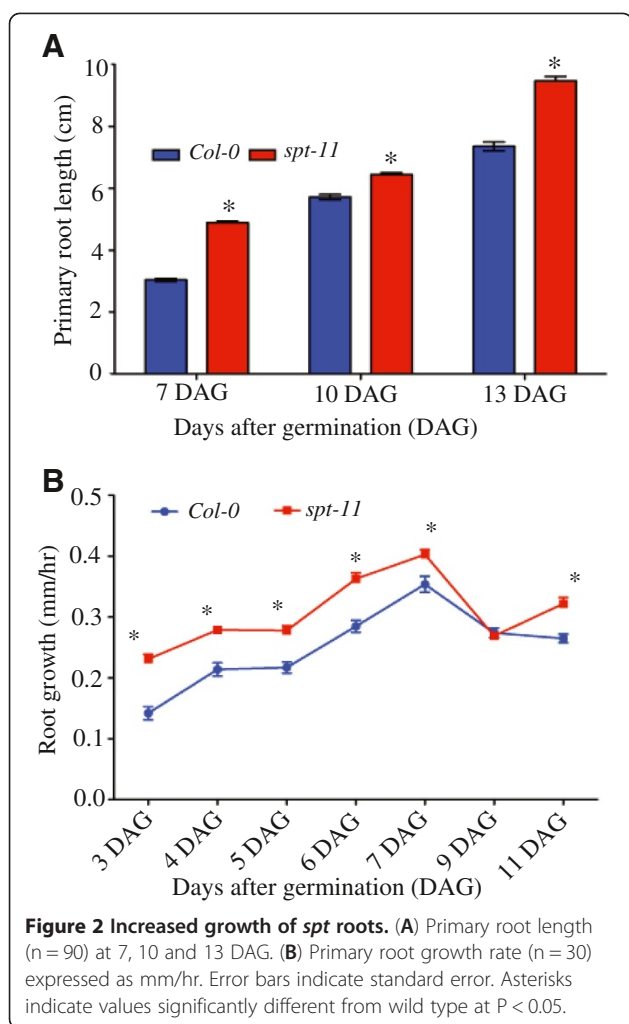 A
10
8
6
4
2
0
Primary root length (cm)
Col-0 spt-11
*
*
*
7 DAG 10 DAG 13 DAG
Days after germination (DAG)
B
0.5
0.4
0.3
0.2
0.1
0.0
Root growth (mm/hr)
Col-0 spt-11
*
*
*
*
*
*
3 DAG 4 DAG 5 DAG 6 DAG 7 DAG 9 DAG 11 DAG
Days after germination (DAG)
Figure 2 Increased growth of spt roots. (A) Primary root length
(n = 90) at 7, 10 and 13 DAG. (B) Primary root growth rate (n = 30)
expressed as mm/hr. Error bars indicate standard error. Asterisks
indicate values significantly different from wild type at P < 0.05.